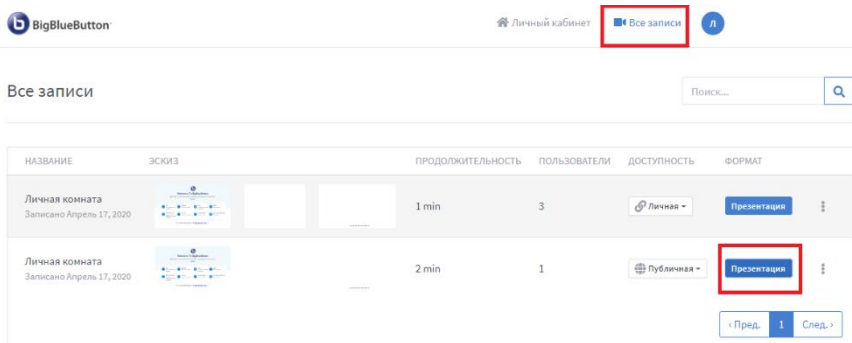 BigBlueButton
Личный кабинет
Все записи
Л
Все записи
Поиск...
НАЗВАНИЕ ЭСКИЗ ПРОДОЛЖИТЕЛЬНОСТЬ ПОЛЬЗОВАТЕЛИ ДОСТУПНОСТЬ ФОРМАТ
Личная комната
Записано Апрель 17, 2020
1 min 3 Личная Презентация
Личная комната
Записано Апрель 17, 2020
2 min 1 Публичная Презентация
‹ Пред. 1 След. ›